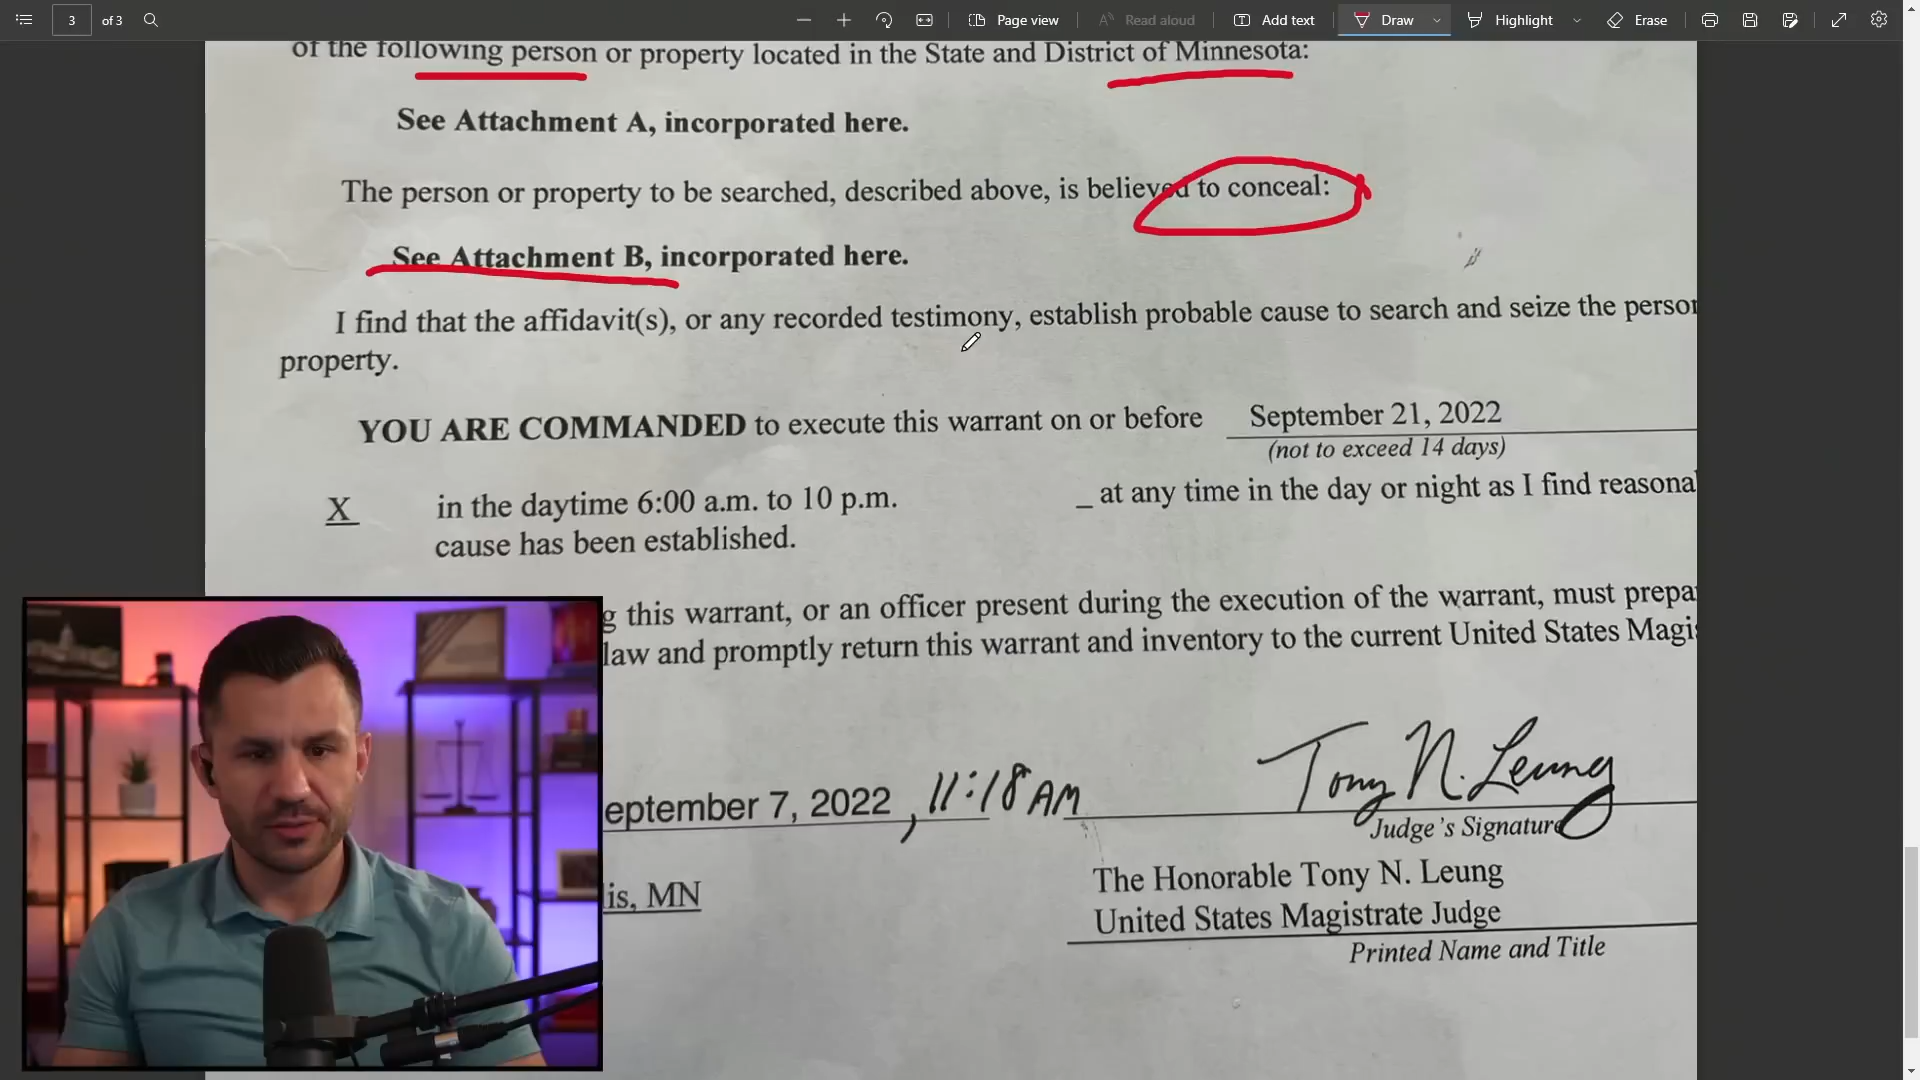 3 of 3 Page view Read aloud Add text Draw Highlight Erase
of the following person or property located in the State and District of Minnesota:
See Attachment A, incorporated here.
The person or property to be searched, described above, is believed to conceal:
See Attachment B, incorporated here.
I find that the affidavit(s), or any recorded testimony, establish probable cause to search and seize the person
property.
YOU ARE COMMANDED to execute this warrant on or before September 21, 2022
(not to exceed 14 days)
X in the daytime 6:00 a.m. to 10 p.m. _ at any time in the day or night as I find reasona
cause has been established.
g this warrant, or an officer present during the execution of the warrant, must prepa
law and promptly return this warrant and inventory to the current United States Magis
eptember 7, 2022, 11:18 AM Tony N. Leung
Judge's Signature
The Honorable Tony N. Leung
lis, MN United States Magistrate Judge
Printed Name and Title